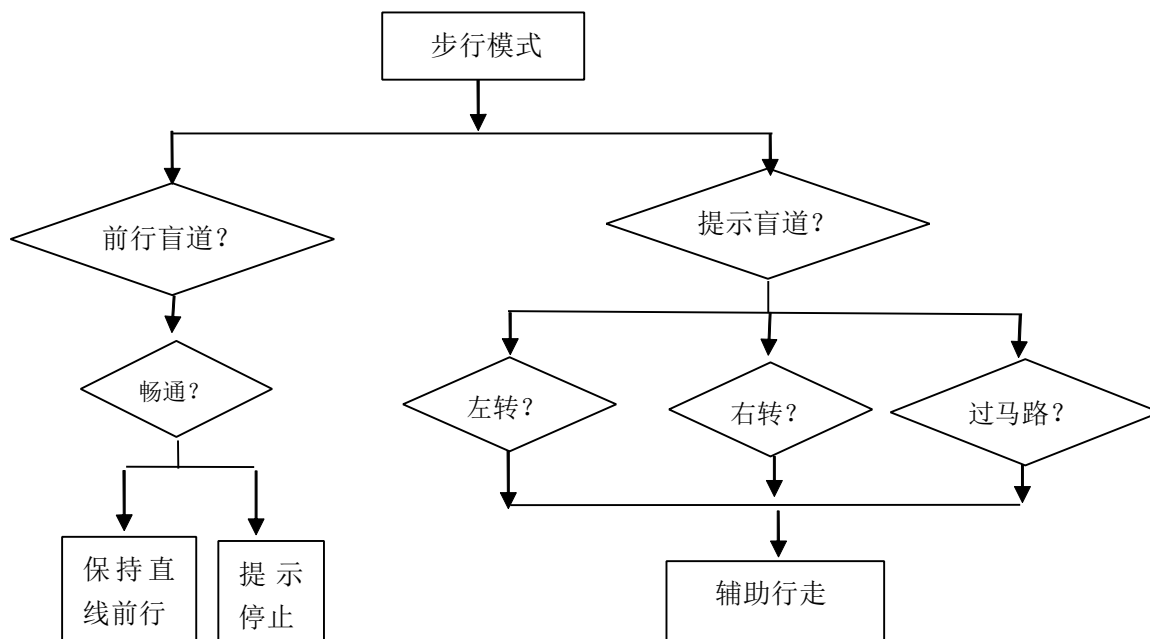 步行模式
前行盲道？
提示盲道？
畅通？
左转？
右转？
过马路？
保持直
线前行
提示
停止
辅助行走